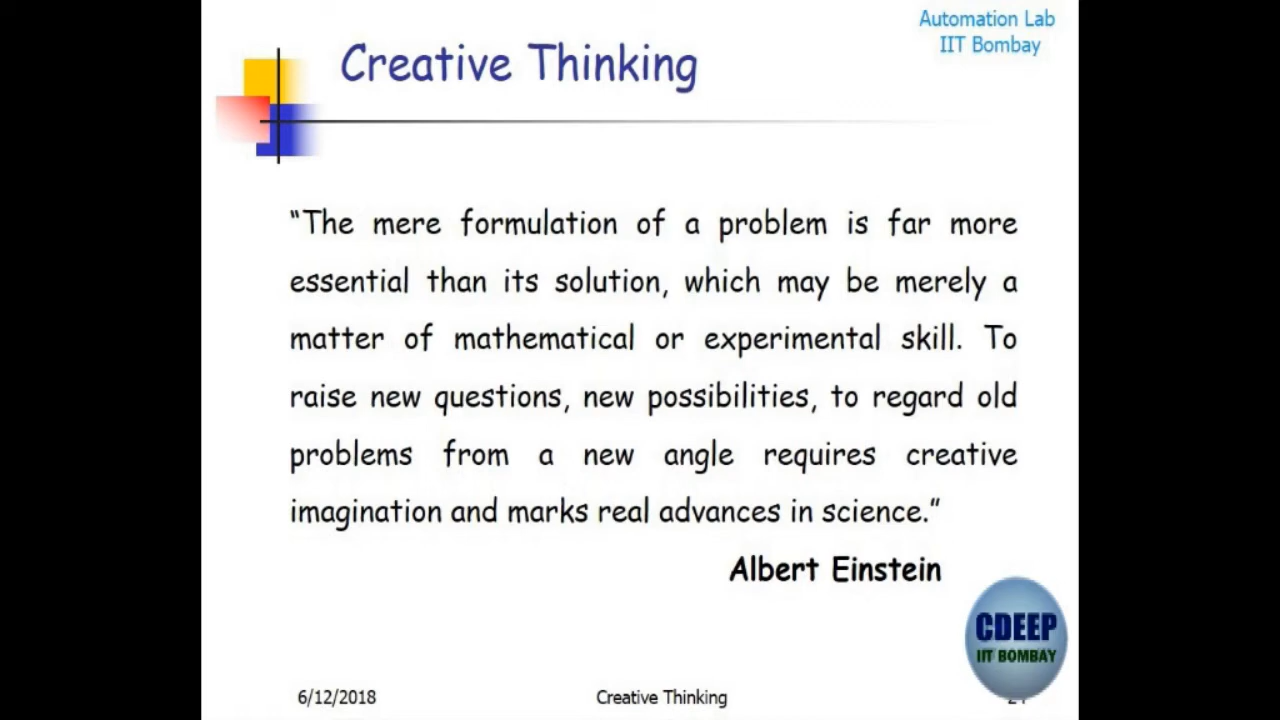 Automation Lab
IIT Bombay
Creative Thinking
“The mere formulation of a problem is far more
essential than its solution, which may be merely a
matter of mathematical or experimental skill. To
raise new questions, new possibilities, to regard old
problems from a new angle requires creative
imagination and marks real advances in science.”
Albert Einstein
CDEEP
IIT BOMBAY
6/12/2018
Creative Thinking